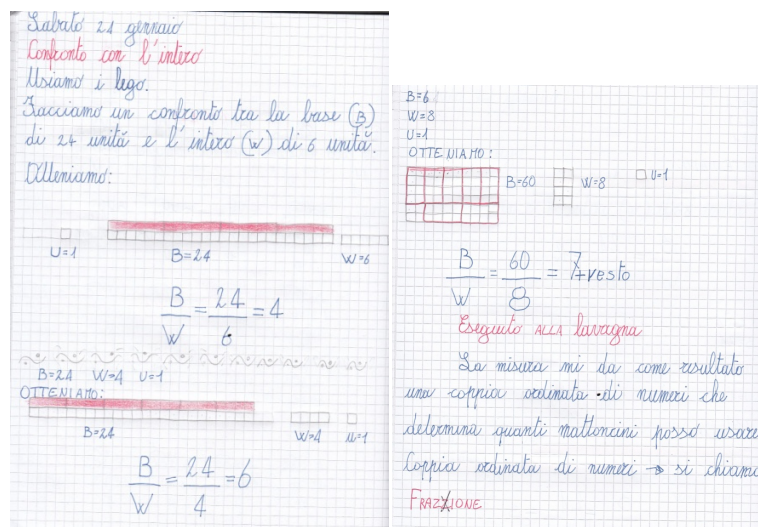 Sabato 21 gennaio
Confronto con l'intero
Usiamo i lego.
Facciamo un confronto tra la base (B)
di 24 unità e l'intero (W) di 6 unità.
Otteniamo:
U=1 B=24 W=6
B/W = 24/6 = 4
B=24 W=4 U=1
OTTENIAMO:
B=24 W=4 U=1
B/W = 24/4 = 6
B=6
W=8
U=1
OTTENIAMO:
B=60 W=8 U=1
B/W = 60/8 = 7+resto
Eseguito ALLA lavagna
La misura mi da come risultato
una coppia ordinata di numeri che
determina quanti mattoncini posso usare
Coppia ordinata di numeri → si chiama
FRAZIONE